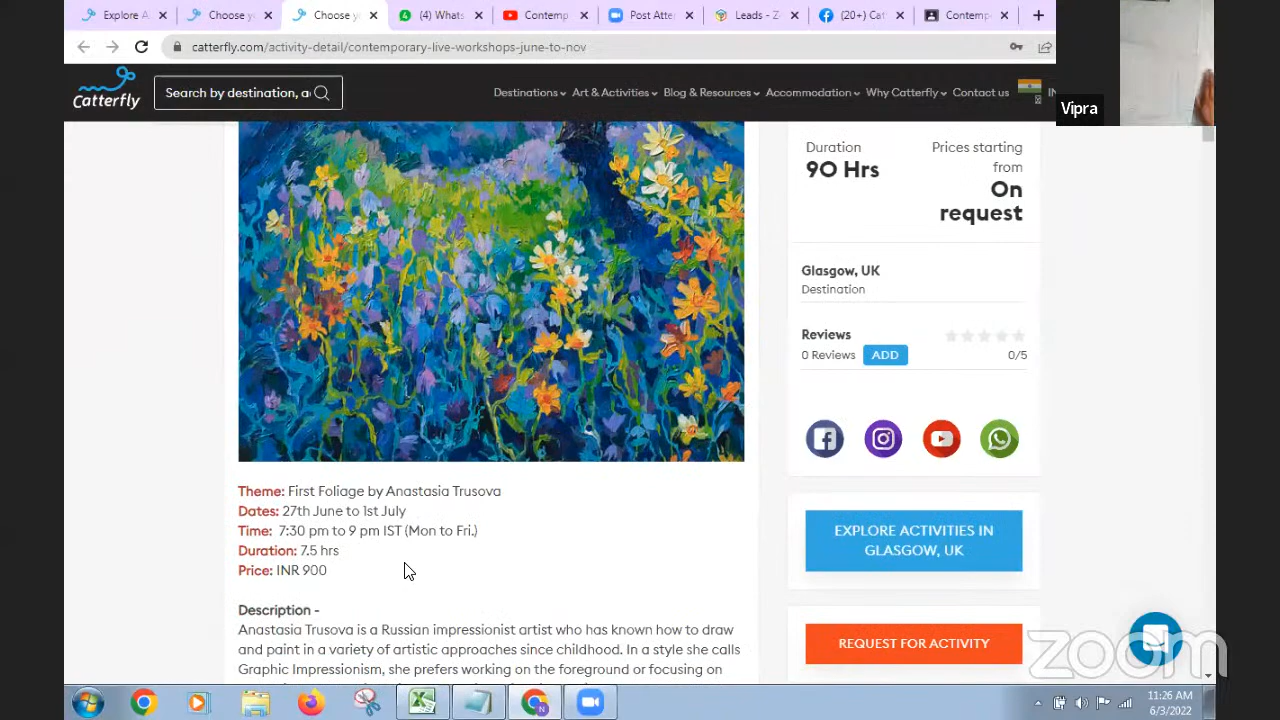 Explore A
Choose y
Choose y
(4) Whats
Contemp
Post Atte
Leads - Z
(20+) Cat
Contemp
catterfly.com/activity-detail/contemporary-live-workshops-june-to-nov
Catterfly
Search by destination, a
Destinations
Art & Activities
Blog & Resources
Accommodation
Why Catterfly
Contact us
IN
Vipra
Duration
90 Hrs
Prices starting
from
On
request
Glasgow, UK
Destination
Reviews
0 Reviews ADD 0/5
Theme: First Foliage by Anastasia Trusova
Dates: 27th June to 1st July
Time: 7:30 pm to 9 pm IST (Mon to Fri.)
Duration: 7.5 hrs
Price: INR 900
Description -
Anastasia Trusova is a Russian impressionist artist who has known how to draw
and paint in a variety of artistic approaches since childhood. In a style she calls
Graphic Impressionism, she prefers working on the foreground or focusing on
EXPLORE ACTIVITIES IN
GLASGOW, UK
REQUEST FOR ACTIVITY
zoom
11:26 AM
6/3/2022